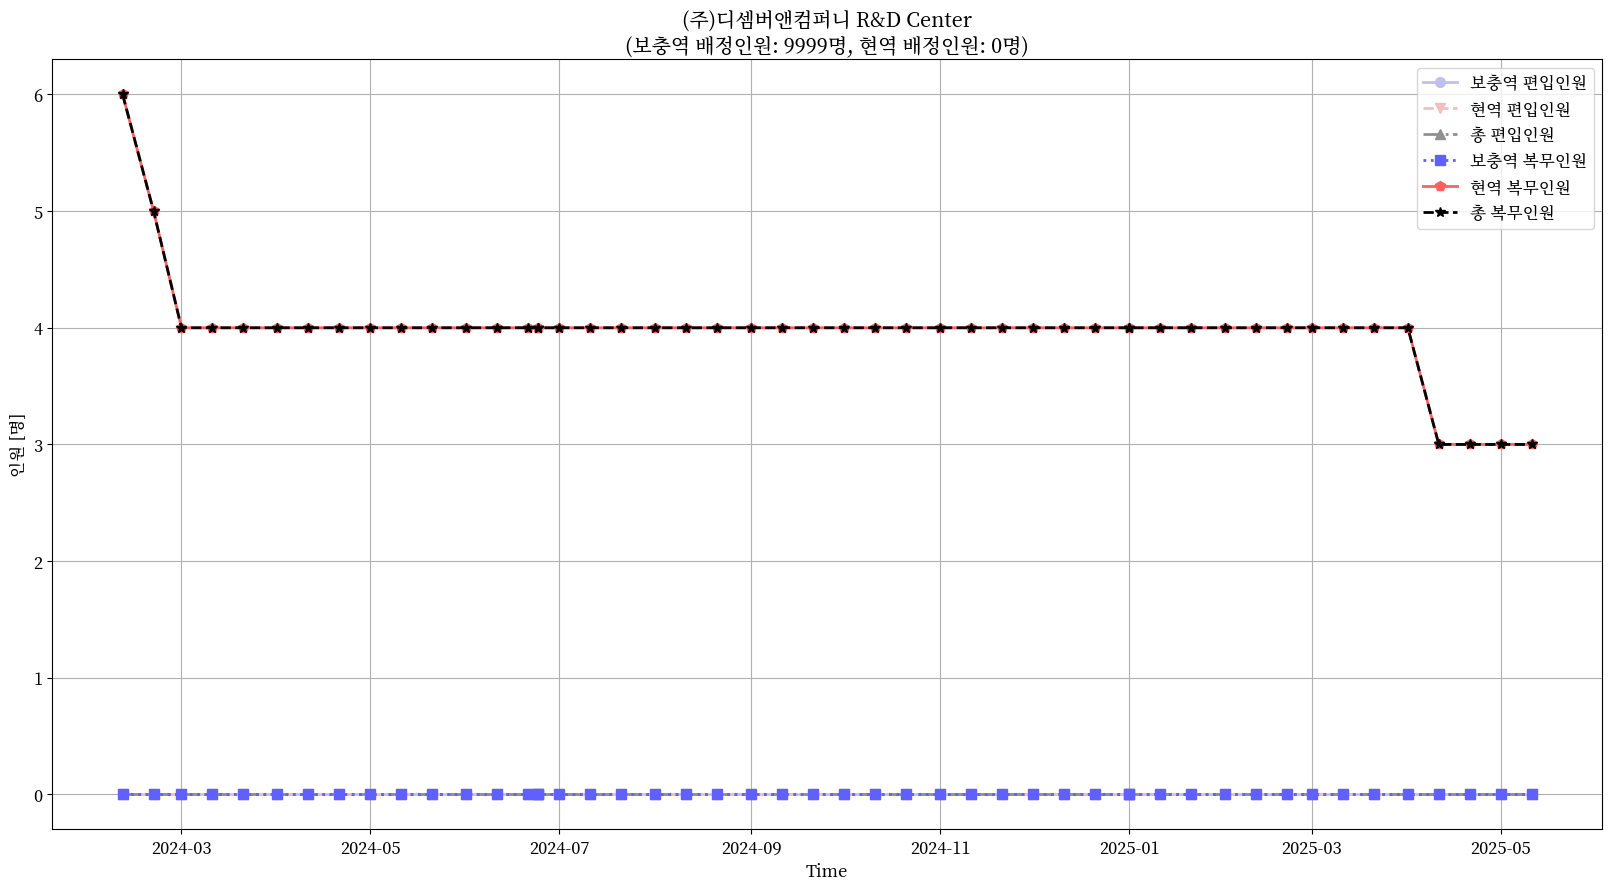 (주)디셈버앤컴퍼니 R&D Center
(보충역 배정인원: 9999명, 현역 배정인원: 0명)
보충역 편입인원
현역 편입인원
총 편입인원
보충역 복무인원
현역 복무인원
총 복무인원
인원 [명]
6
5
4
3
2
1
0
2024-03
2024-05
2024-07
2024-09
2024-11
2025-01
2025-03
2025-05
Time